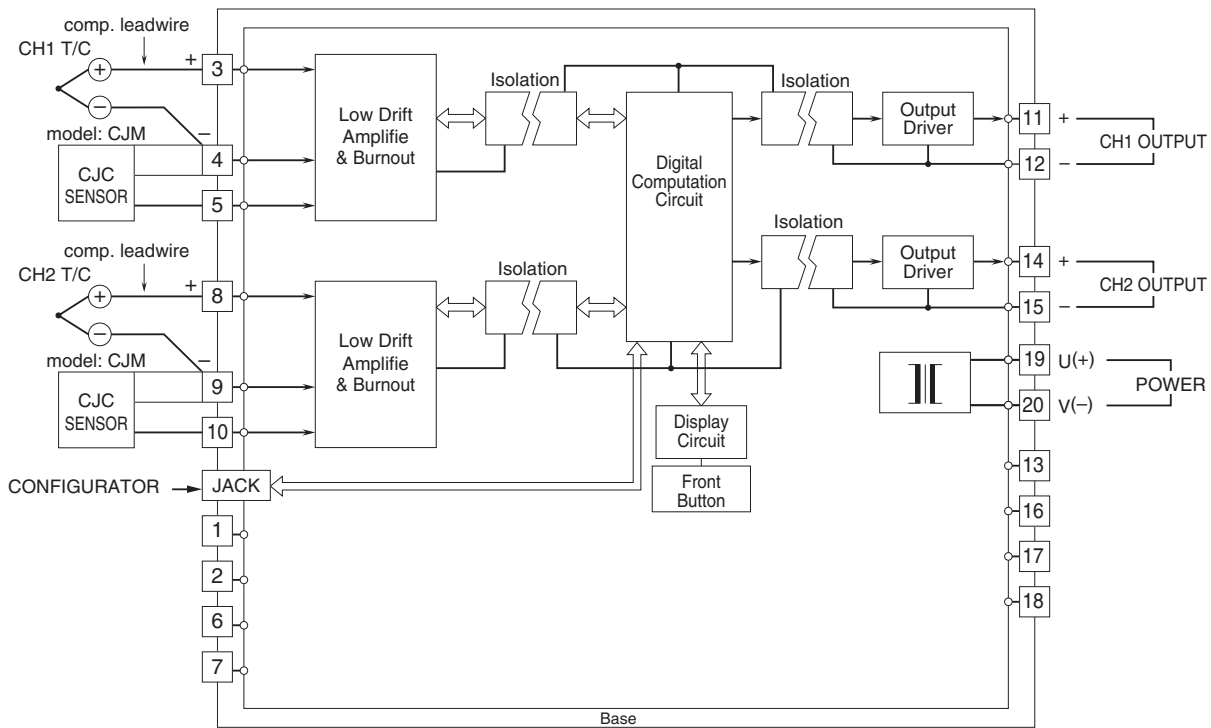 comp. leadwire
CH1 T/C
+
+
3
−
model: CJM
−
4
CJC
SENSOR
5
comp. leadwire
CH2 T/C
+
+
8
−
model: CJM
−
9
CJC
SENSOR
10
CONFIGURATOR
JACK
1
2
6
7
Low Drift
Amplifie
& Burnout
Isolation
Low Drift
Amplifie
& Burnout
Isolation
Digital
Computation
Circuit
Isolation
Output
Driver
Isolation
Output
Driver
Display
Circuit
Front
Button
11
+
CH1 OUTPUT
12
−
14
+
CH2 OUTPUT
15
−
19
U(+)
POWER
20
V(−)
13
16
17
18
Base